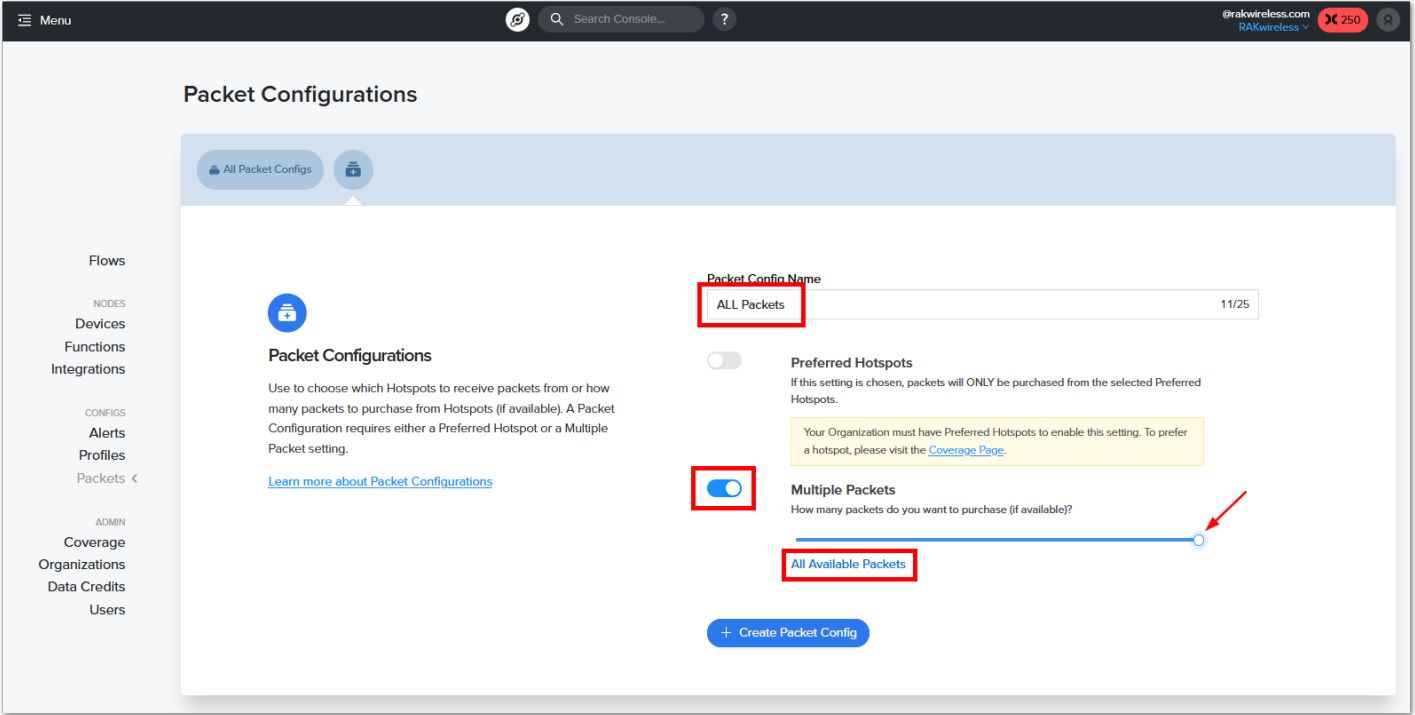 Menu
Search Console...
?
@rakwireless.com
RAKwireless
250
Packet Configurations
All Packet Configs
Flows
NODES
Devices
Functions
Integrations
CONFIGS
Alerts
Profiles
Packets
ADMIN
Coverage
Organizations
Data Credits
Users
Packet Configurations
Use to choose which Hotspots to receive packets from or how
many packets to purchase from Hotspots (if available). A Packet
Configuration requires either a Preferred Hotspot or a Multiple
Packet setting.
Learn more about Packet Configurations
Packet Config Name
ALL Packets 11/25
Preferred Hotspots
If this setting is chosen, packets will ONLY be purchased from the selected Preferred
Hotspots.
Your Organization must have Preferred Hotspots to enable this setting. To prefer
a hotspot, please visit the Coverage Page.
Multiple Packets
How many packets do you want to purchase (if available)?
All Available Packets
+ Create Packet Config